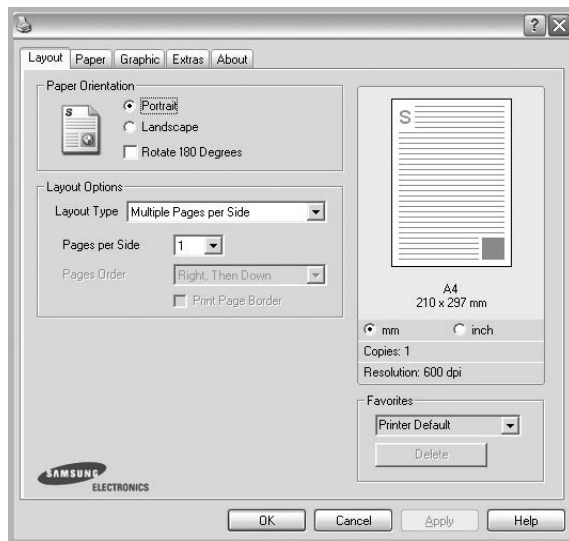 Layout Paper Graphic Extras About
Paper Orientation
S
Portrait
Landscape
Rotate 180 Degrees
Layout Options
Layout Type Multiple Pages per Side
Pages per Side 1
Pages Order Right, Then Down
Print Page Border
S
A4
210 x 297 mm
mm inch
Copies: 1
Resolution: 600 dpi
Favorites
Printer Default
Delete
SAMSUNG
ELECTRONICS
OK Cancel Apply Help